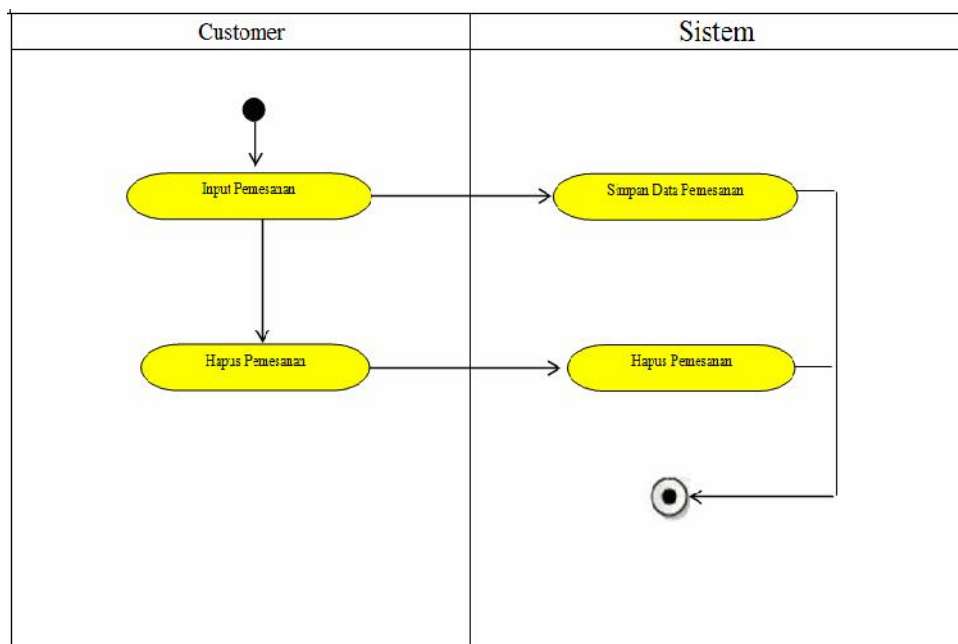 Customer
Sistem
Input Pemesanan
Simpan Data Pemesanan
Hapus Pemesanan
Hapus Pemesanan